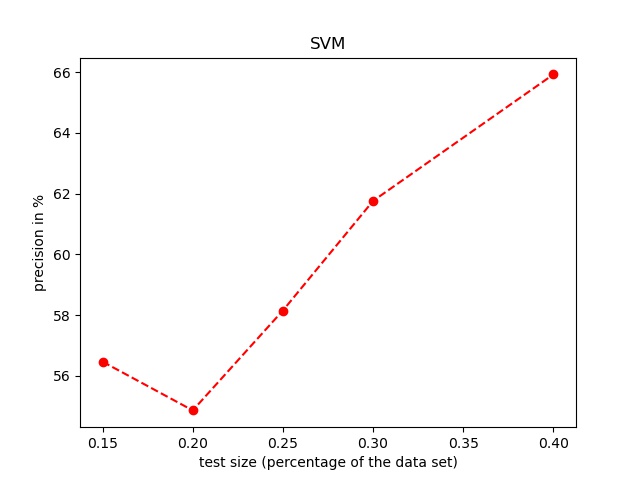 SVM
precision in %
66
64
62
60
58
56
0.15 0.20 0.25 0.30 0.35 0.40
test size (percentage of the data set)